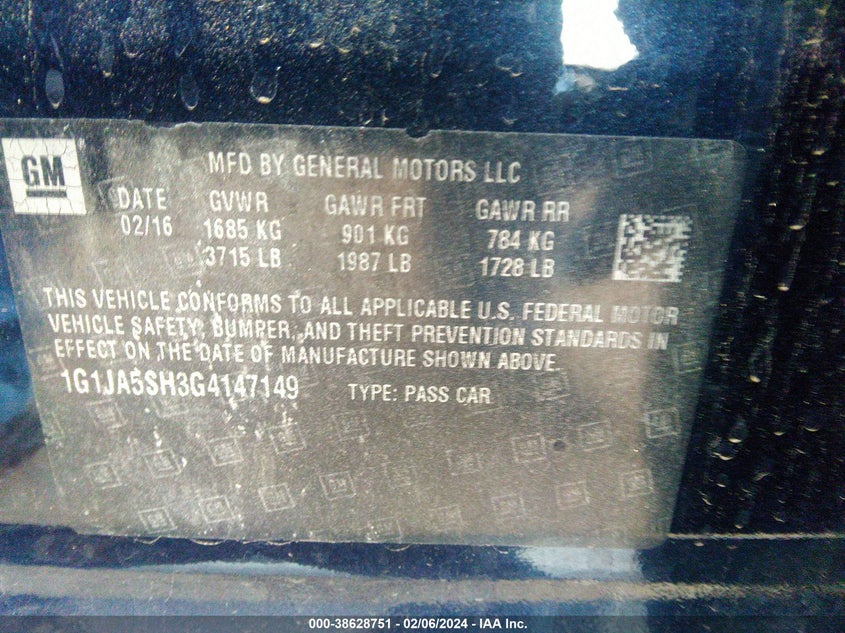 GM
MFD BY GENERAL MOTORS LLC
DATE GVWR GAWR FRT GAWR RR
02/16 1685 KG 901 KG 784 KG
3715 LB 1987 LB 1728 LB
THIS VEHICLE CONFORMS TO ALL APPLICABLE U.S. FEDERAL MOTOR
VEHICLE SAFETY, BUMPER, AND THEFT PREVENTION STANDARDS IN
EFFECT ON THE DATE OF MANUFACTURE SHOWN ABOVE.
1G1JA5SH3G4147149 TYPE: PASS CAR
000-38628751 - 02/06/2024 - IAA Inc.